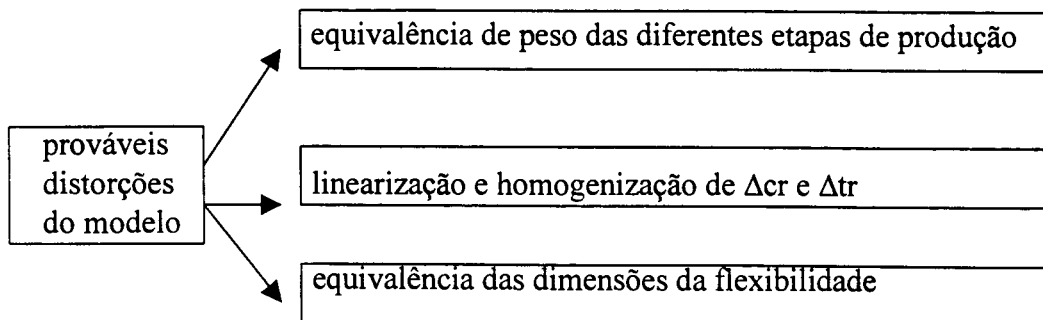 equivalência de peso das diferentes etapas de produção
prováveis
distorções
do modelo
linearização e homogenização de Δcr e Δtr
equivalência das dimensões da flexibilidade